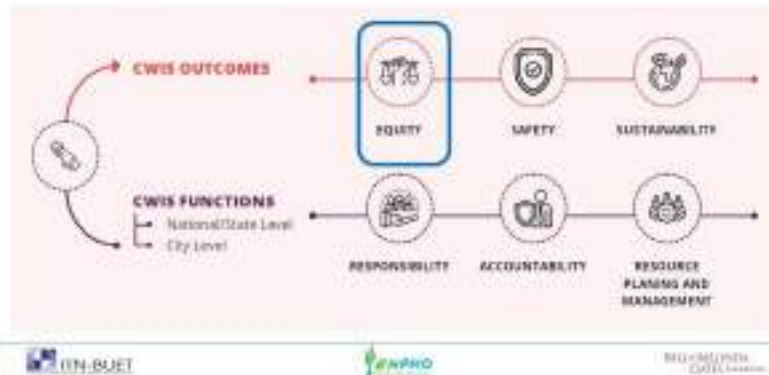 CWIS OUTCOMES
EQUITY
SAFETY
SUSTAINABILITY
CWIS FUNCTIONS
National/State Level
City Level
RESPONSIBILITY
ACCOUNTABILITY
RESOURCE
PLANING AND
MANAGEMENT
ITN-BUET
ENPHO